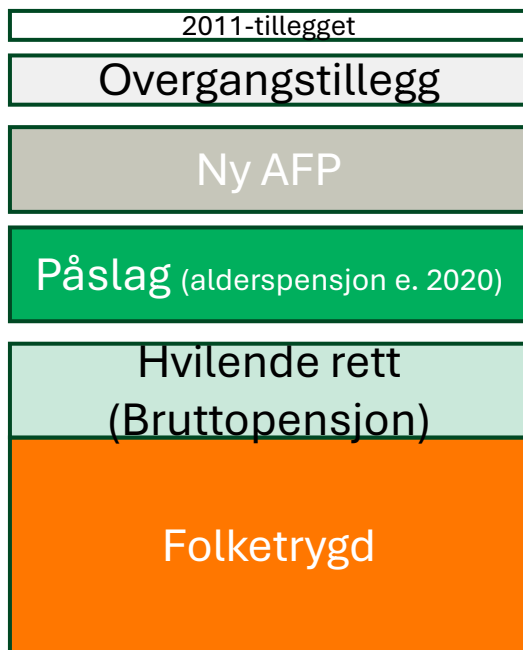 2011-tillegget
Overgangstillegg
Ny AFP
Påslag (alderspensjon e. 2020)
Hvilende rett
(Bruttopensjon)
Folketrygd